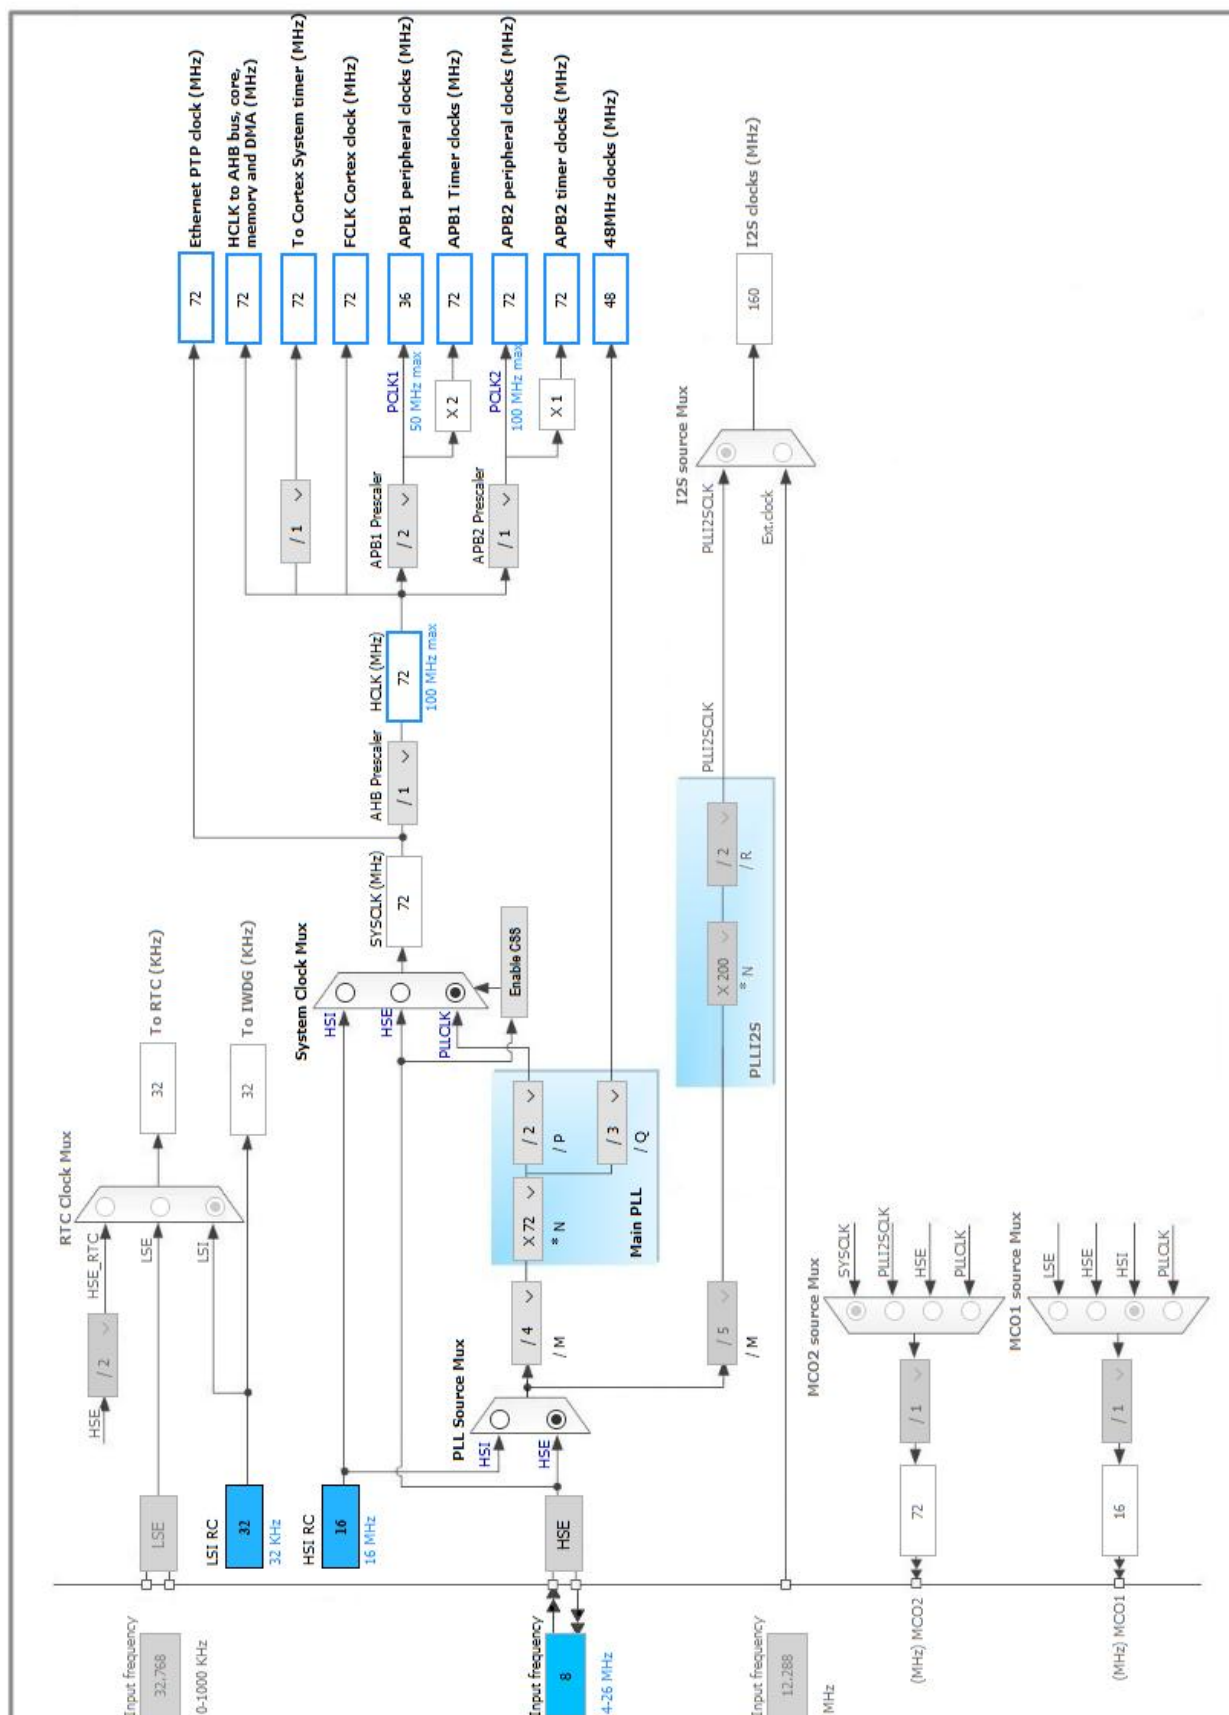 Input frequency
32.768
0-1000 KHz
LSE
HSE
/ 2
HSE_RTC
LSE
LSI
RTC Clock Mux
32
To RTC (KHz)
LSI RC
32
32 KHz
32
To IWDG (KHz)
HSI RC
16
16 MHz
Input frequency
8
4-26 MHz
HSE
PLL Source Mux
HSI
HSE
/ 4
/ M
X 72
* N
/ 2
/ P
/ 3
/ Q
Main PLL
System Clock Mux
HSI
HSE
PLLCLK
Enable CSS
SYSCLK (MHz)
72
AHB Prescaler
/ 1
HCLK (MHz)
72
100 MHz max
/ 1
APB1 Prescaler
/ 2
PCLK1
50 MHz max
X 2
APB2 Prescaler
/ 1
PCLK2
100 MHz max
X 1
72
Ethernet PTP clock (MHz)
72
HCLK to AHB bus, core,
memory and DMA (MHz)
72
To Cortex System timer (MHz)
72
FCLK Cortex clock (MHz)
36
APB1 peripheral clocks (MHz)
72
APB1 Timer clocks (MHz)
72
APB2 peripheral clocks (MHz)
72
APB2 timer clocks (MHz)
48
48MHz clocks (MHz)
/ 5
/ M
X 200
* N
/ 2
/ R
PLLI2S
PLLI2SCLK
PLLI2SCLK
Ext.clock
I2S source Mux
160
I2S clocks (MHz)
Input frequency
12.288
MHz
(MHz) MCO2
72
/ 1
MCO2 source Mux
SYSCLK
PLLI2SCLK
HSE
PLLCLK
(MHz) MCO1
16
/ 1
MCO1 source Mux
LSE
HSE
HSI
PLLCLK